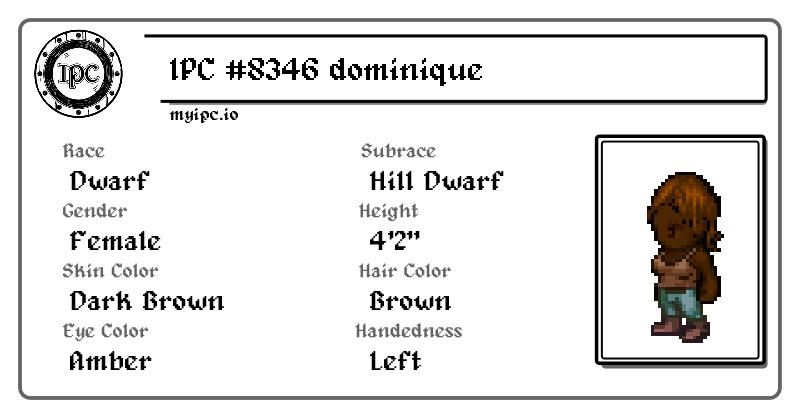 IPC
IPC #8346 dominique
myipc.io
Race
Subrace
Dwarf
Hill Dwarf
Gender
Height
Female
4'2"
Skin Color
Hair Color
Dark Brown
Brown
Eye Color
Handedness
Amber
Left